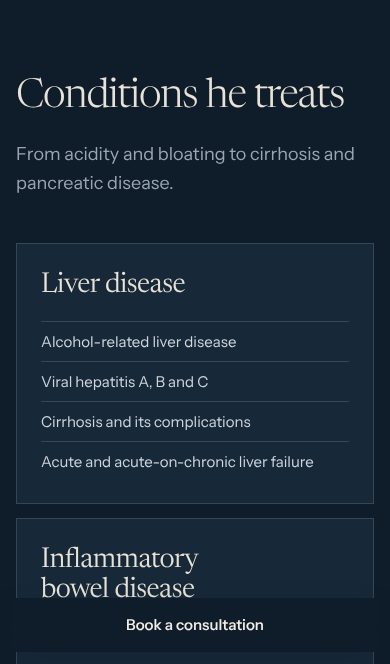 Conditions he treats
From acidity and bloating to cirrhosis and
pancreatic disease.
Liver disease
Alcohol-related liver disease
Viral hepatitis A, B and C
Cirrhosis and its complications
Acute and acute-on-chronic liver failure
Inflammatory
bowel disease
Book a consultation